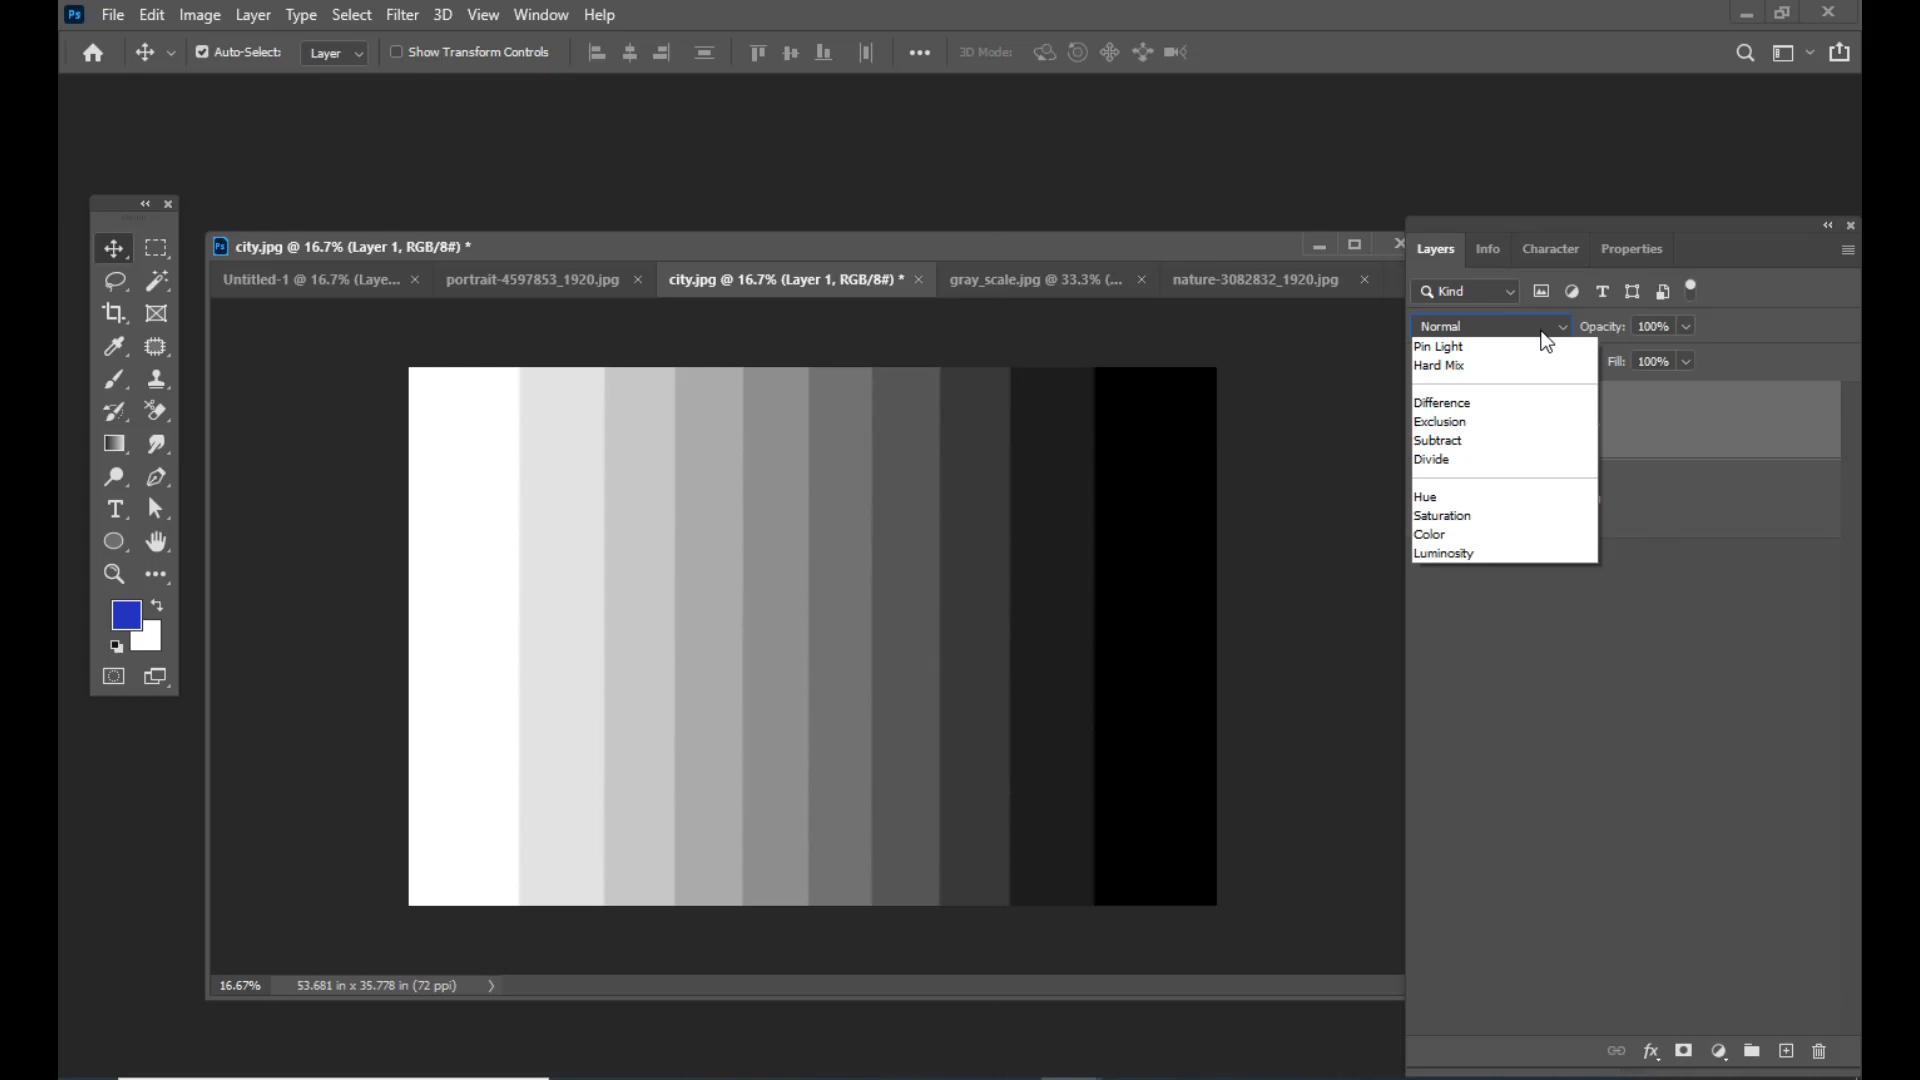 Ps File Edit Image Layer Type Select Filter 3D View Window Help
Auto-Select: Layer Show Transform Controls 3D Mode:
Ps city.jpg @ 16.7% (Layer 1, RGB/8#) *
Untitled-1 @ 16.7% (Laye... × portrait-4597853_1920.jpg × city.jpg @ 16.7% (Layer 1, RGB/8#) * × gray_scale.jpg @ 33.3% (... × nature-3082832_1920.jpg ×
16.67% 53.681 in x 35.778 in (72 ppi)
Layers Info Character Properties
Kind
Normal Opacity: 100%
Fill: 100%
Pin Light
Hard Mix
Difference
Exclusion
Subtract
Divide
Hue
Saturation
Color
Luminosity
fx